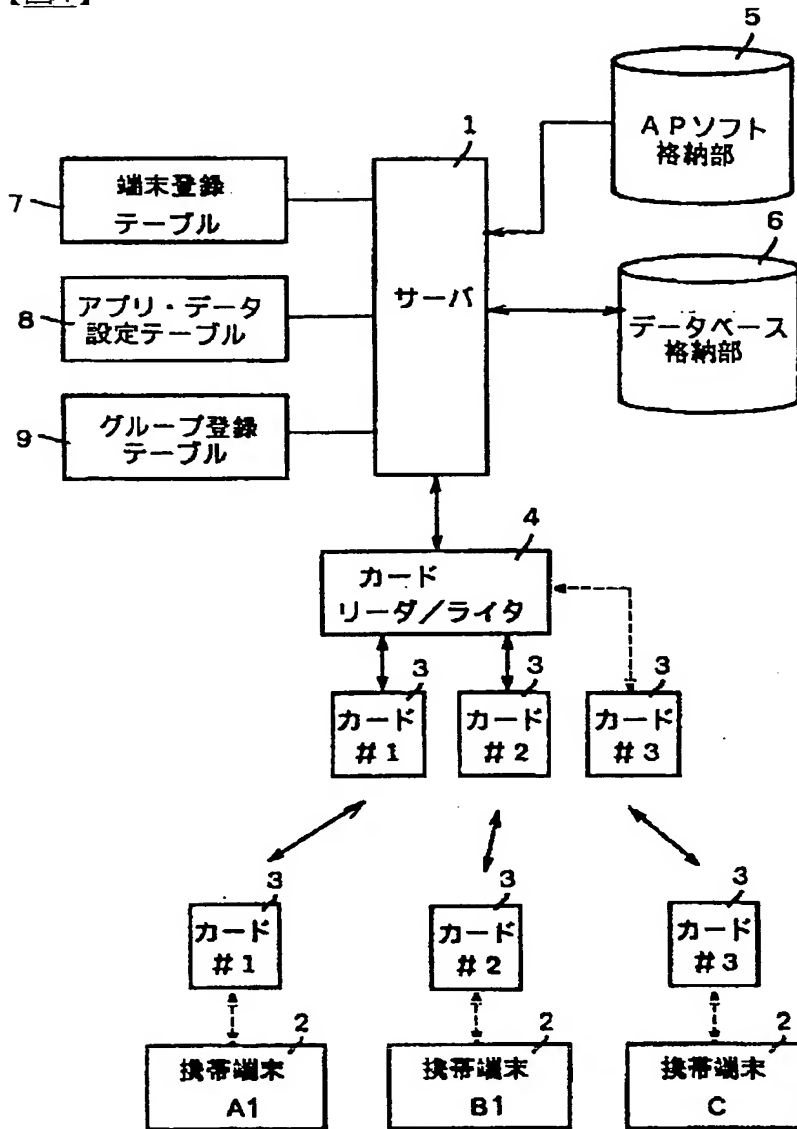 5
APソフト
格納部
1
端末登録
テーブル
7
6
サーバ
アプリ・データ
設定テーブル
8
データベース
格納部
グループ登録
テーブル
9
4
カード
リーダ/ライタ
3
3
3
カード
#1
カード
#2
カード
#3
3
3
3
カード
#1
カード
#2
カード
#3
2
2
2
携帯端末
A1
携帯端末
B1
携帯端末
C